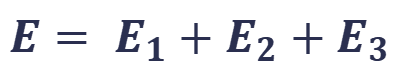 E = E₁ + E₂ + E₃